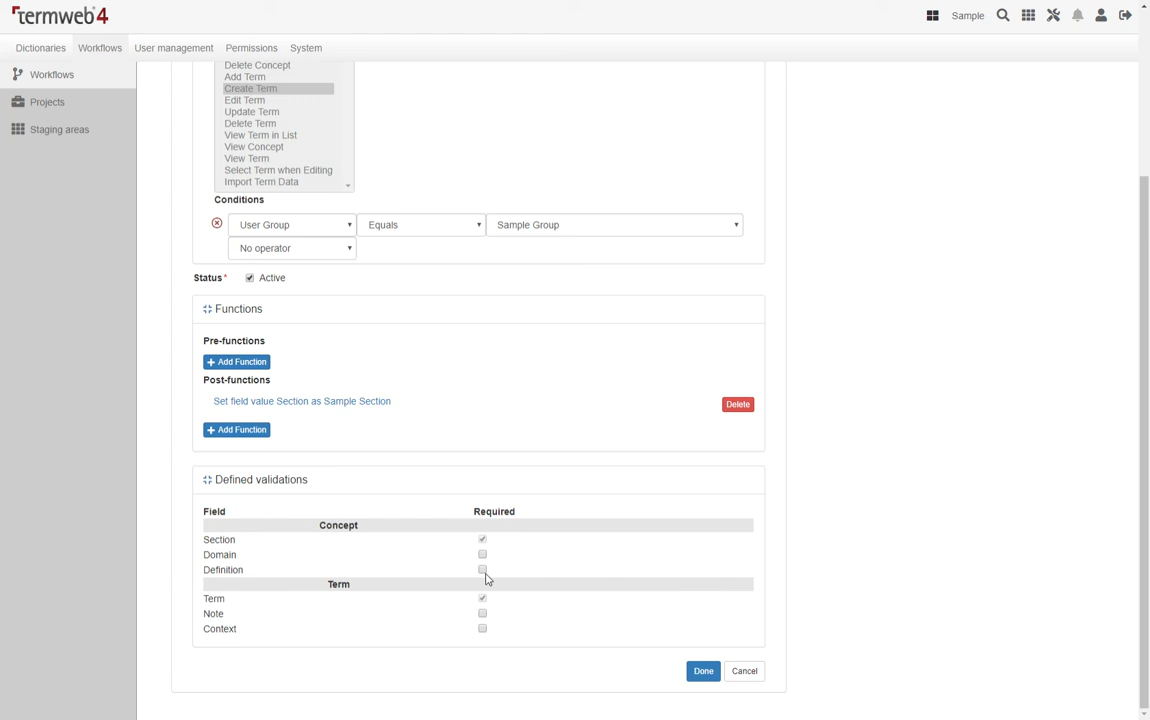 termweb4
Sample
Dictionaries Workflows User management Permissions System
Workflows
Projects
Staging areas
Delete Concept
Add Term
Create Term
Edit Term
Update Term
Delete Term
View Term in List
View Concept
View Term
Select Term when Editing
Import Term Data
Conditions
User Group Equals Sample Group
No operator
Status* Active
Functions
Pre-functions
+ Add Function
Post-functions
Set field value Section as Sample Section Delete
+ Add Function
Defined validations
Field Required
Concept
Section
Domain
Definition
Term
Term
Note
Context
Done Cancel